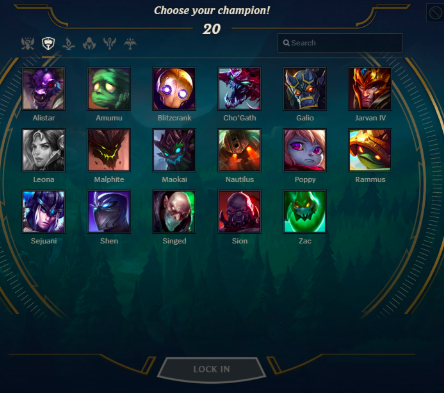 Choose your champion!
20
Search
Alistar Amumu Blitzcrank Cho'Gath Galio Jarvan IV
Leona Malphite Maokai Nautilus Poppy Rammus
Sejuani Shen Singed Sion Zac
LOCK IN